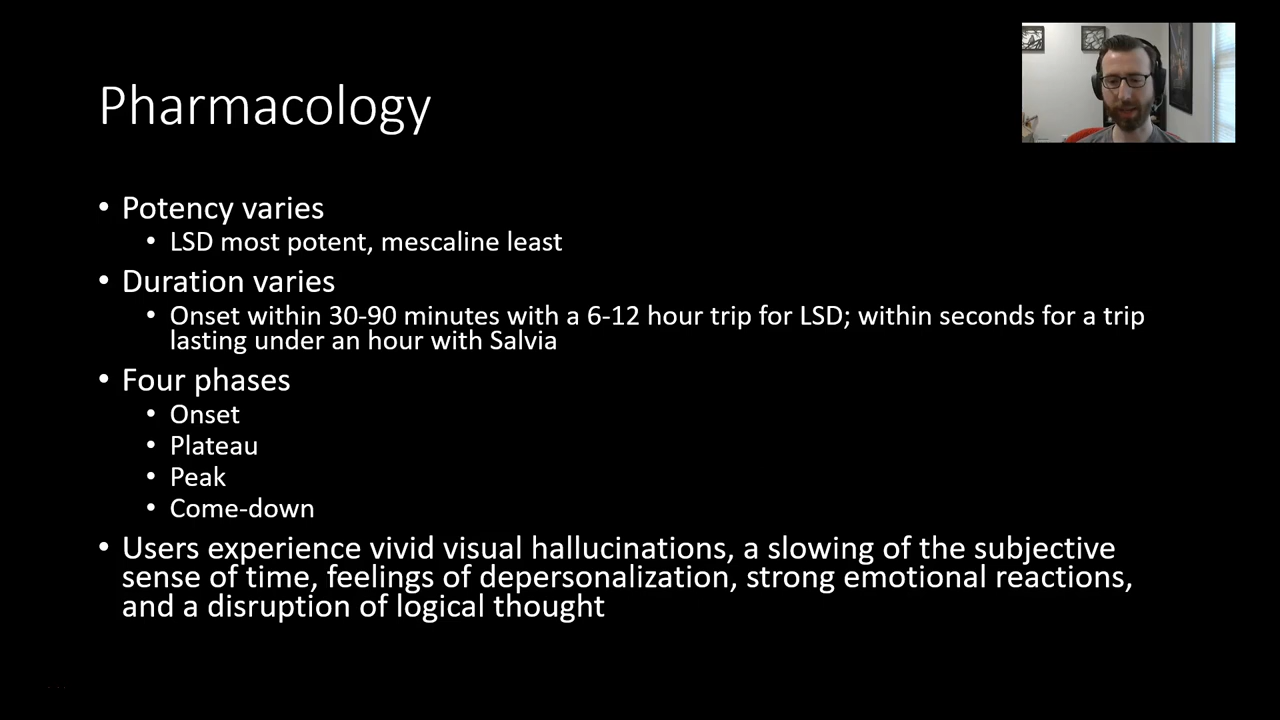 Pharmacology
• Potency varies
• LSD most potent, mescaline least
• Duration varies
• Onset within 30-90 minutes with a 6-12 hour trip for LSD; within seconds for a trip
lasting under an hour with Salvia
• Four phases
• Onset
• Plateau
• Peak
• Come-down
• Users experience vivid visual hallucinations, a slowing of the subjective
sense of time, feelings of depersonalization, strong emotional reactions,
and a disruption of logical thought